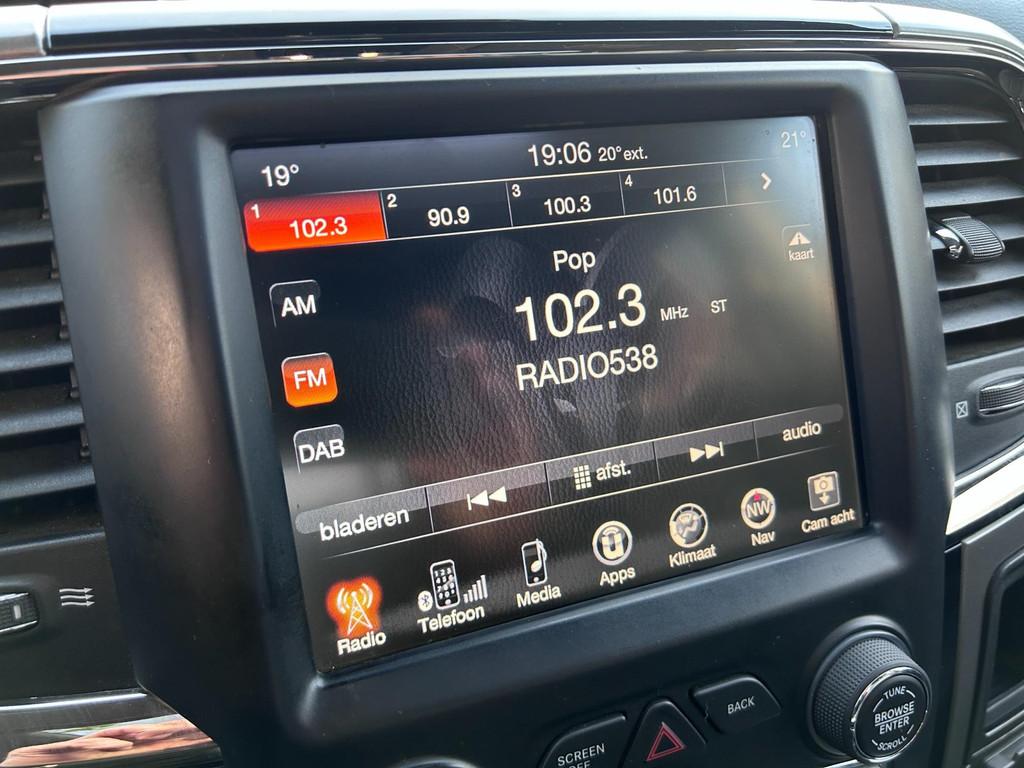 19° 19:06 20° ext. 21°
1 102.3 2 90.9 3 100.3 4 101.6
Pop
kaart
AM
102.3 MHz ST
FM
RADIO538
DAB
bladeren afst. audio
Radio Telefoon Media Apps Klimaat NW Nav Cam acht
SCREEN
OFF
BACK
TUNE
BROWSE
ENTER
SCROLL